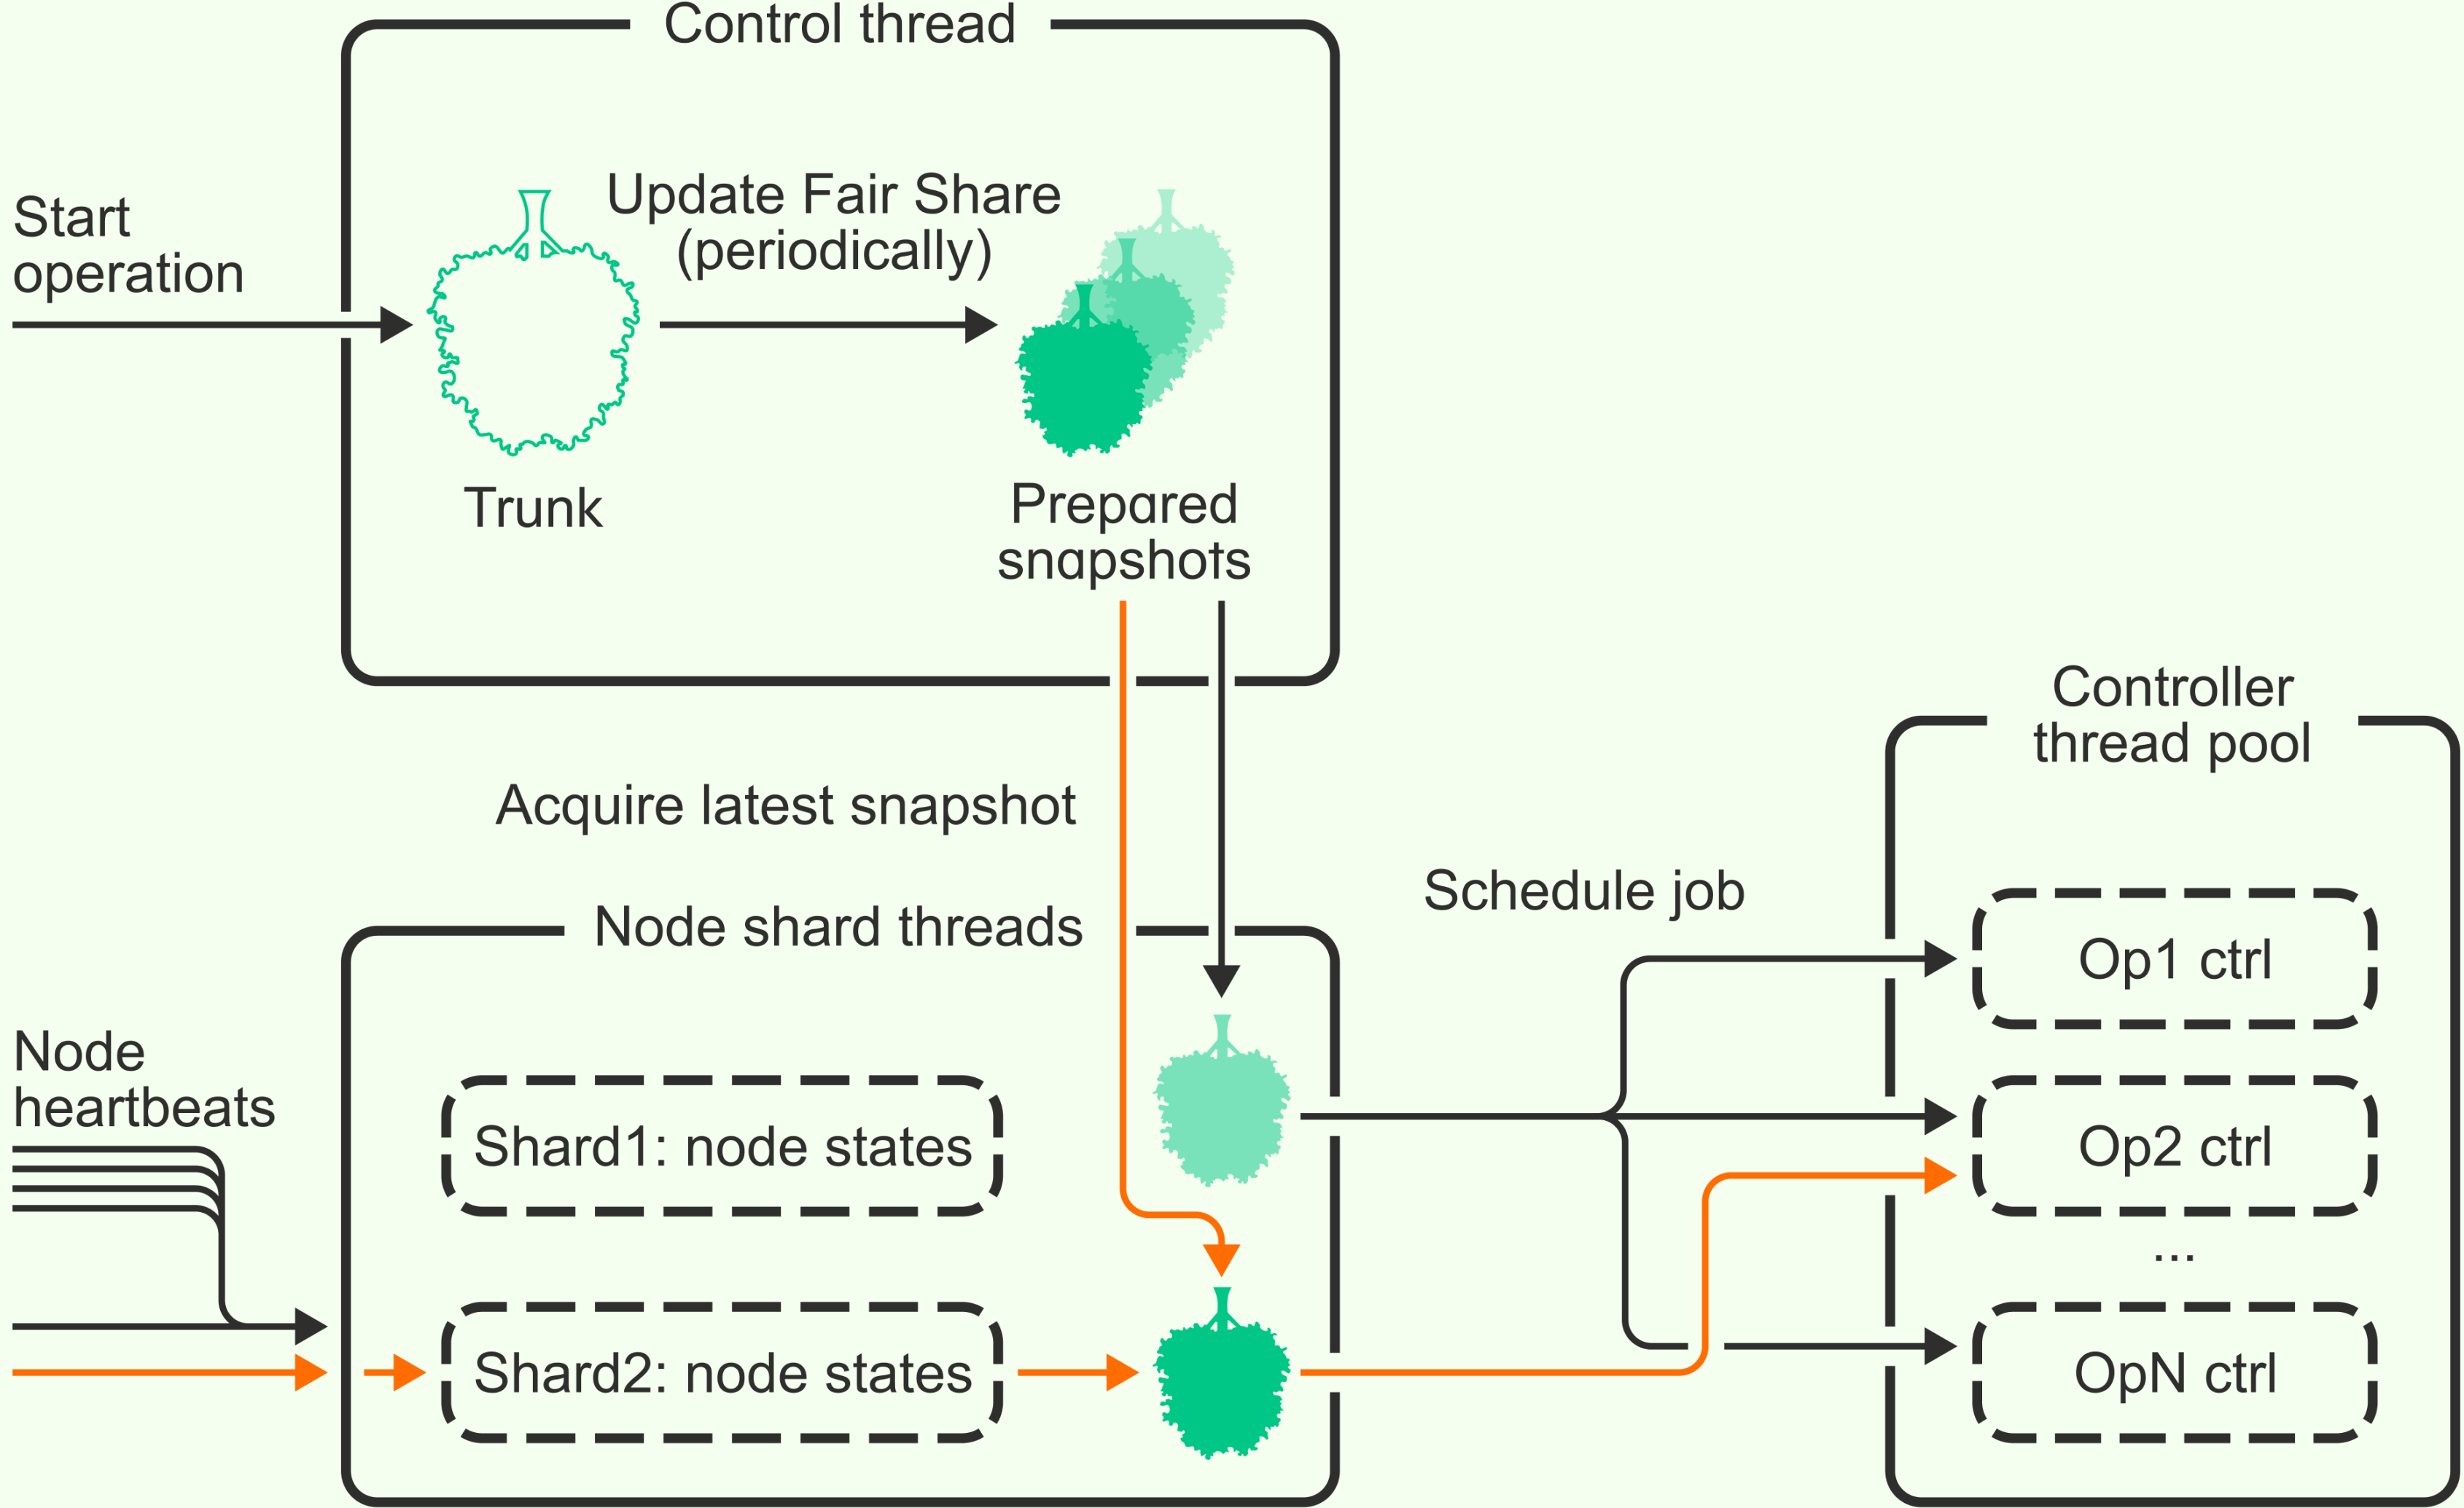 Control thread
Start
operation
Update Fair Share
(periodically)
Trunk
Prepared
snapshots
Acquire latest snapshot
Controller
thread pool
Schedule job
Node shard threads
Node
heartbeats
Shard1: node states
Shard2: node states
Op1 ctrl
Op2 ctrl
...
OpN ctrl